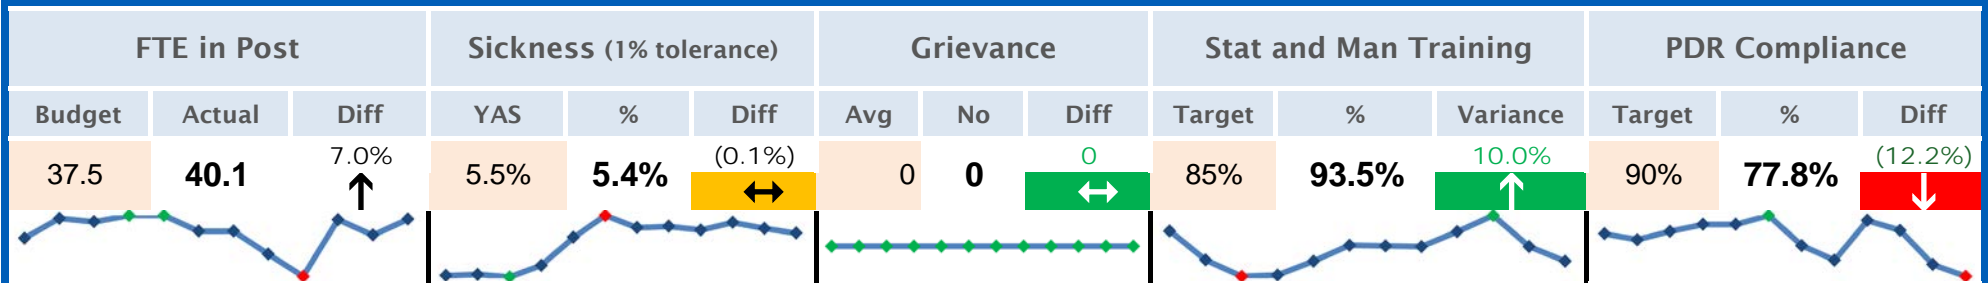 FTE in Post Sickness (1% tolerance) Grievance Stat and Man Training PDR Compliance
Budget Actual Diff YAS % Diff Avg No Diff Target % Variance Target % Diff
37.5 40.1 7.0% 5.5% 5.4% (0.1%) 0 0 0 85% 93.5% 10.0% 90% 77.8% (12.2%)